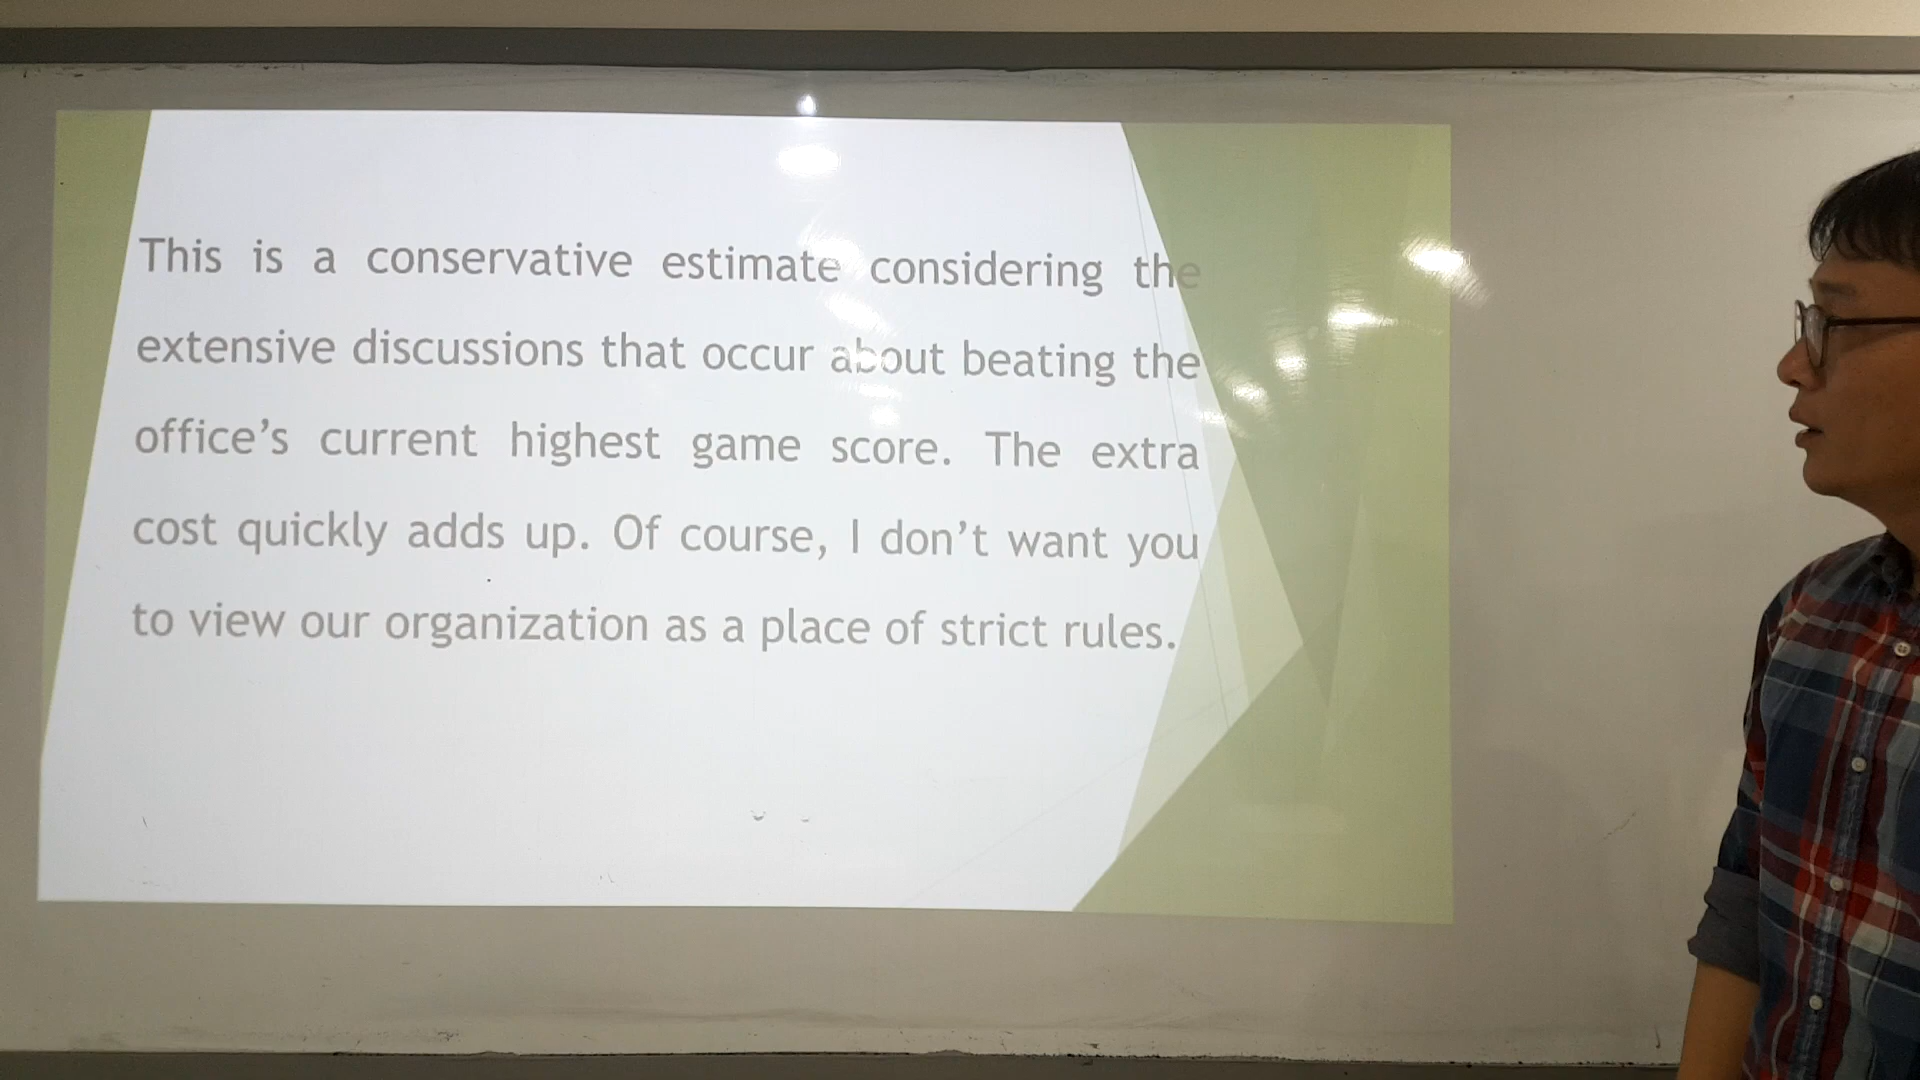 This is a conservative estimate considering the
extensive discussions that occur about beating the
office’s current highest game score. The extra
cost quickly adds up. Of course, I don’t want you
to view our organization as a place of strict rules.